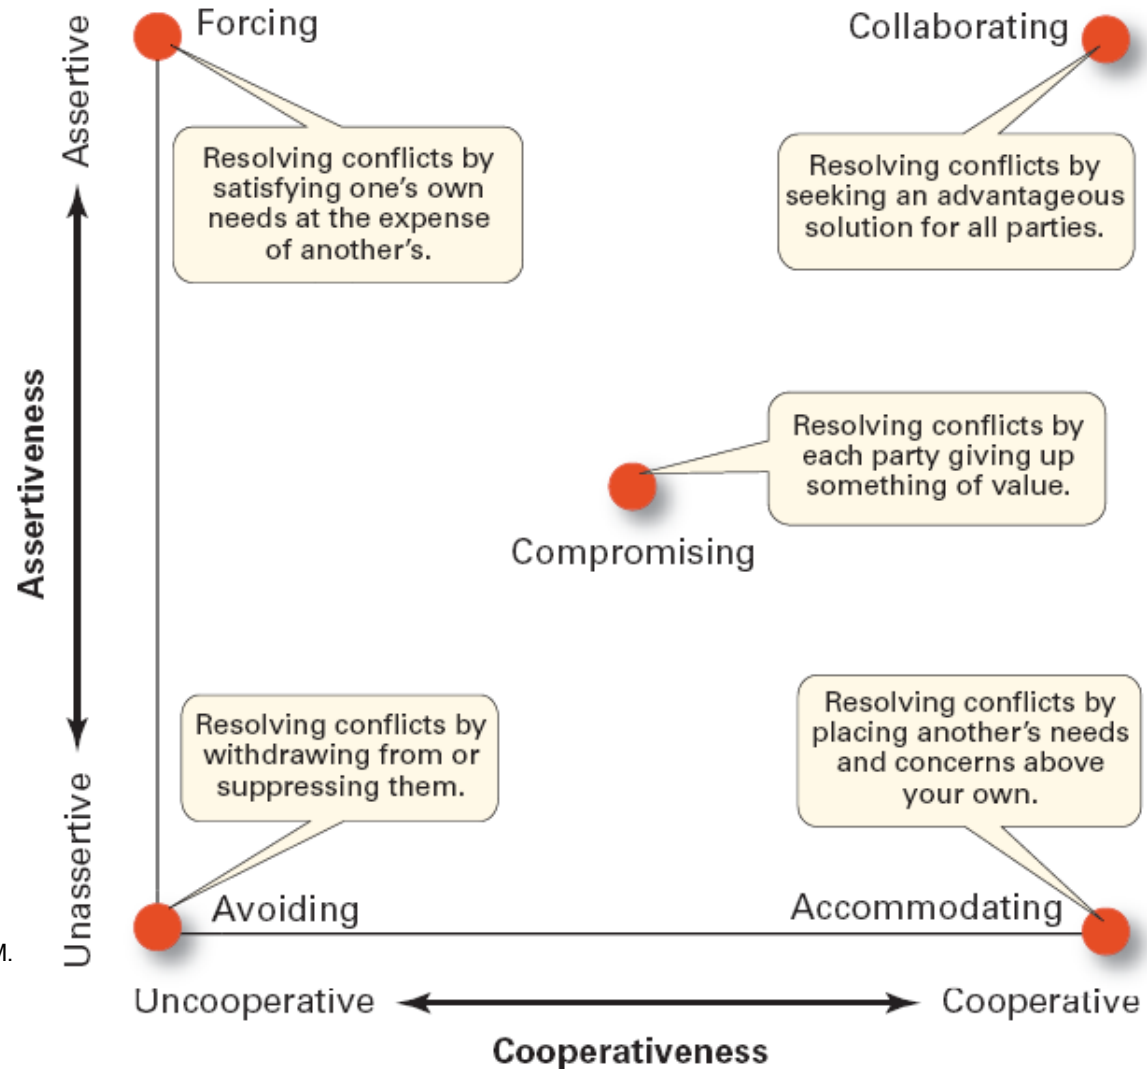 Forcing
Collaborating
Assertive
Resolving conflicts by
satisfying one's own
needs at the expense
of another's.
Resolving conflicts by
seeking an advantageous
solution for all parties.
Assertiveness
Resolving conflicts by
each party giving up
something of value.
Compromising
Resolving conflicts by
withdrawing from or
suppressing them.
Resolving conflicts by
placing another's needs
and concerns above
your own.
Unassertive
Avoiding
Accommodating
M.
Uncooperative
Cooperative
Cooperativeness